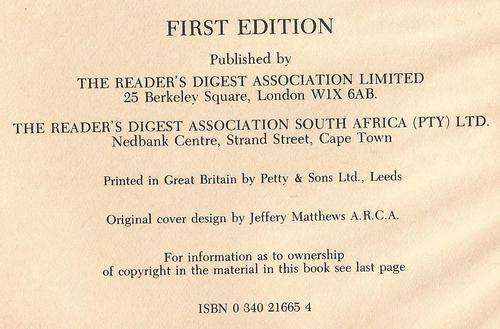 FIRST EDITION
Published by
THE READER'S DIGEST ASSOCIATION LIMITED
25 Berkeley Square, London W1X 6AB.
THE READER'S DIGEST ASSOCIATION SOUTH AFRICA (PTY) LTD.
Nedbank Centre, Strand Street, Cape Town
Printed in Great Britain by Petty & Sons Ltd., Leeds
Original cover design by Jeffery Matthews A.R.C.A.
For information as to ownership
of copyright in the material in this book see last page
ISBN 0 340 21665 4